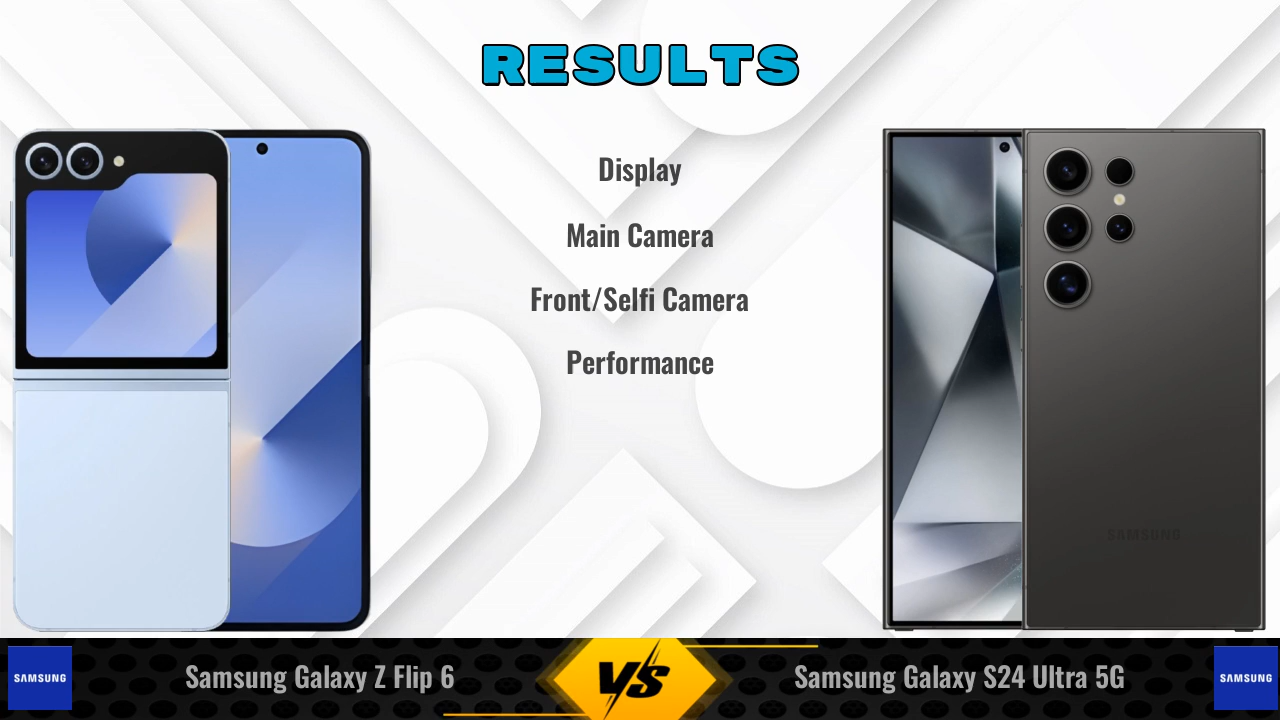 RESULTS
Display
Main Camera
Front/Selfi Camera
Performance
SAMSUNG
SAMSUNG
Samsung Galaxy Z Flip 6
VS
Samsung Galaxy S24 Ultra 5G
SAMSUNG